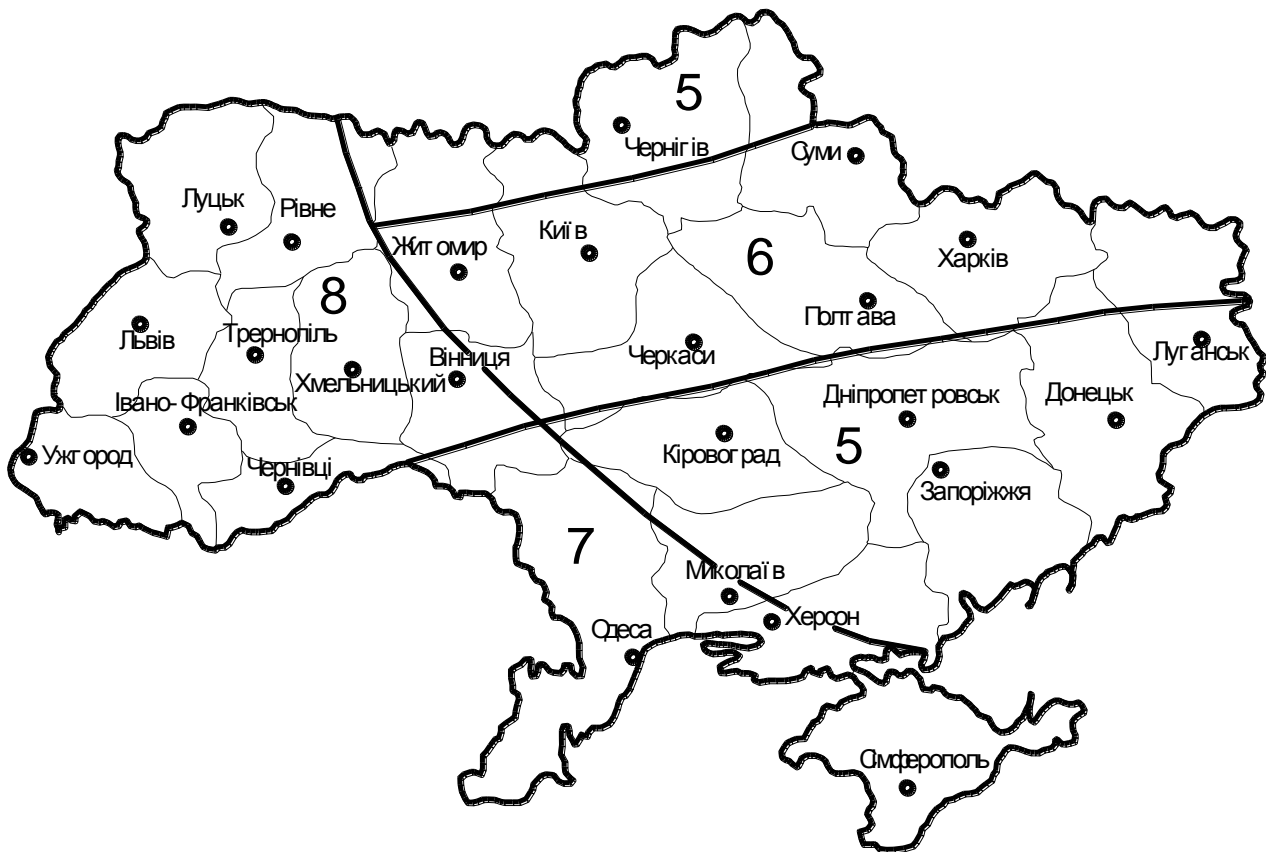 5
Чернігів
Суми
Луцьк
Рівне
Житомир
Київ
6
Харків
8
Львів
Трернопіль
Хмельницький
Вінниця
Черкаси
Полтава
Луганськ
Івано-Франківськ
Дніпропетровськ
Донецьк
Ужгород
Чернівці
Кіровоград
5
Запоріжжя
7
Миколаїв
Херсон
Одеса
Сімферополь